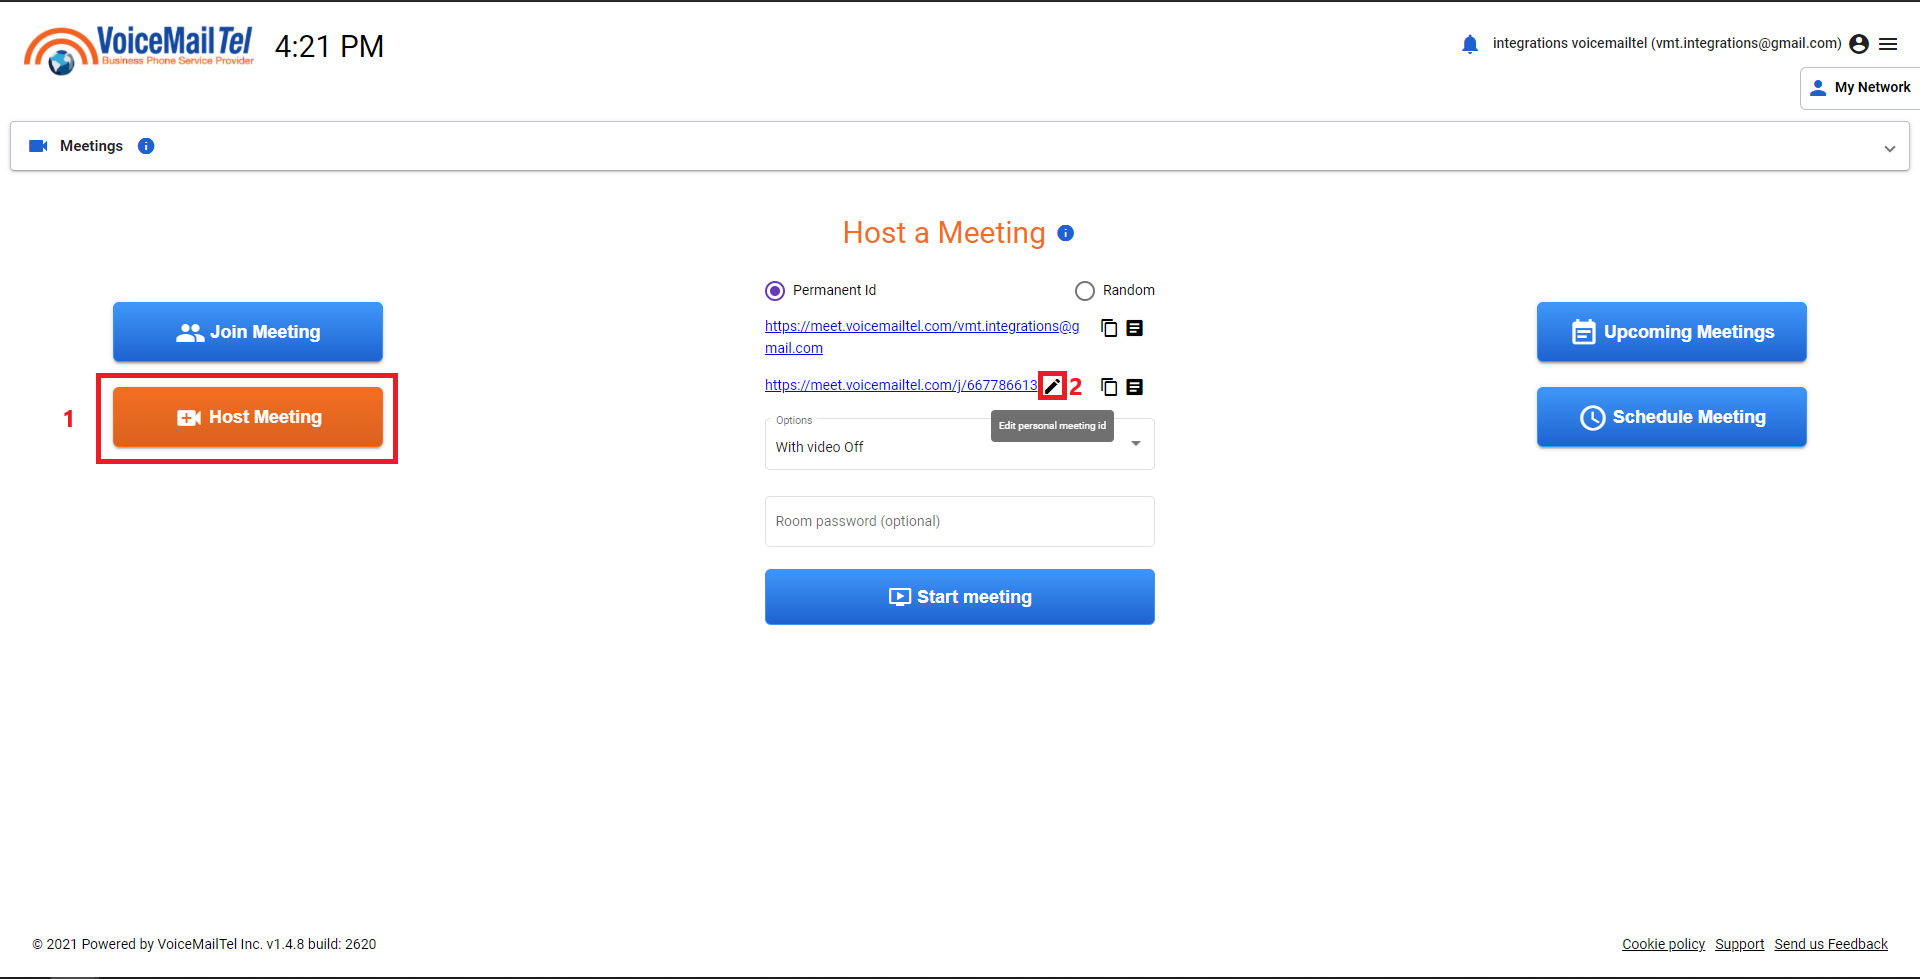 VoiceMailTel
Business Phone Service Provider
4:21 PM
integrations voicemailtel (vmt.integrations@gmail.com)
My Network
Meetings
Host a Meeting
Permanent Id
Random
https://meet.voicemailtel.com/vmt.integrations@g
mail.com
https://meet.voicemailtel.com/j/667786613
2
Edit personal meeting id
Options
With video Off
Room password (optional)
Start meeting
Join Meeting
1
Host Meeting
Upcoming Meetings
Schedule Meeting
© 2021 Powered by VoiceMailTel Inc. v1.4.8 build: 2620
Cookie policy
Support
Send us Feedback